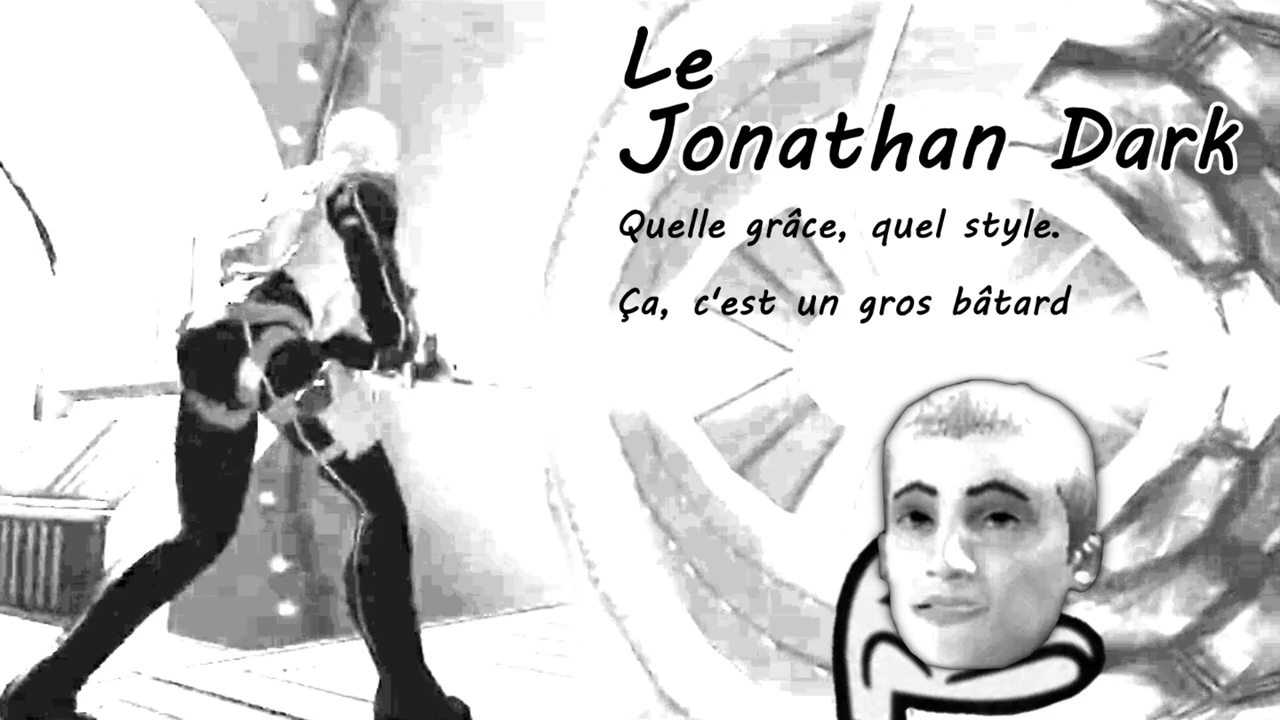 Le
Jonathan Dark
Quelle grâce, quel style.
Ça, c'est un gros bâtard